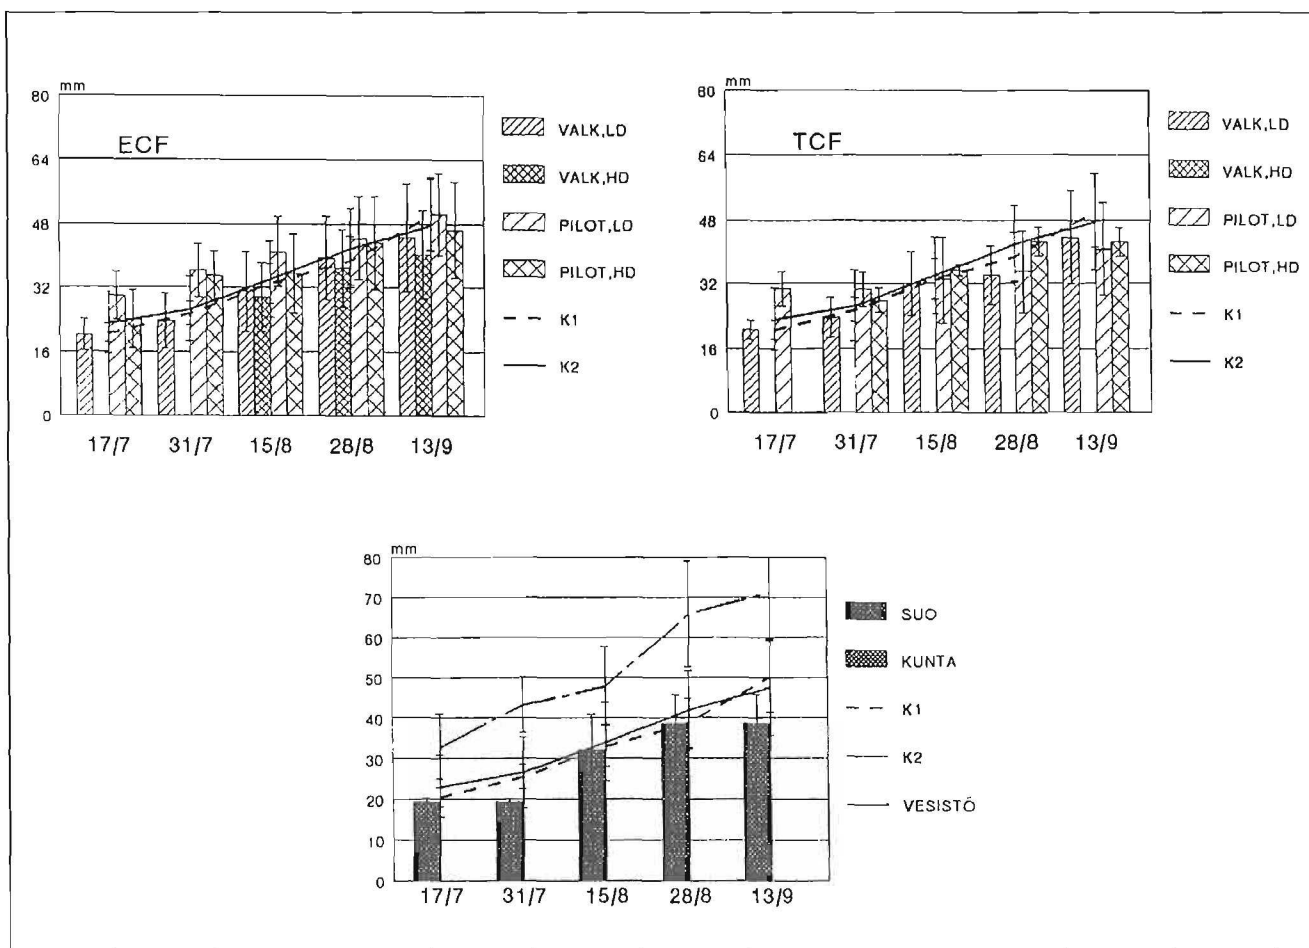 mm
80
64
48
32
16
0
ECF
17/7 31/7 15/8 28/8 13/9
VALK,LD
VALK,HD
PILOT,LD
PILOT,HD
K1
K2
mm
80
64
48
32
16
0
TCF
17/7 31/7 15/8 28/8 13/9
VALK,LD
VALK,HD
PILOT,LD
PILOT,HD
K1
K2
mm
80
70
60
50
40
30
20
10
0
17/7 31/7 15/8 28/8 13/9
SUO
KUNTA
K1
K2
VESISTÖ